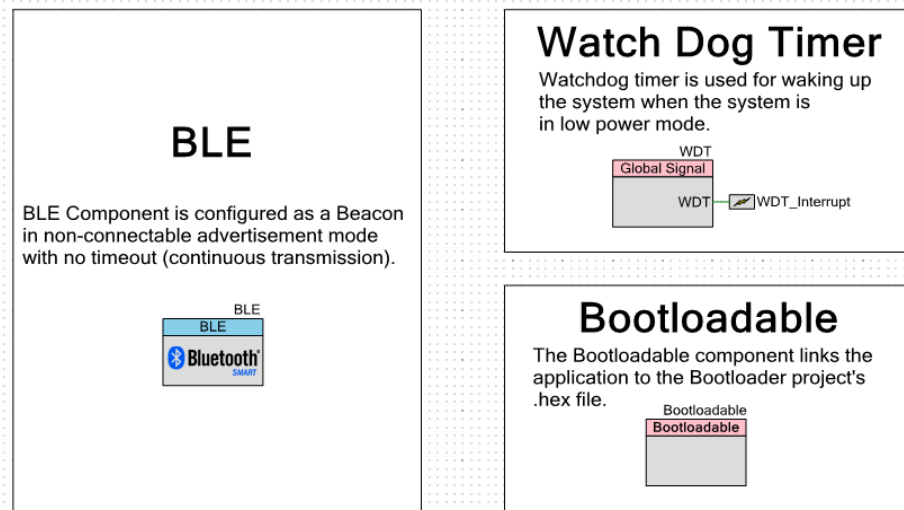 BLE
BLE Component is configured as a Beacon
in non-connectable advertisement mode
with no timeout (continuous transmission).
BLE
BLE
Bluetooth
SMART
Watch Dog Timer
Watchdog timer is used for waking up
the system when the system is
in low power mode.
WDT
Global Signal
WDT
WDT_Interrupt
Bootloadable
The Bootloadable component links the
application to the Bootloader project's
.hex file.
Bootloadable
Bootloadable